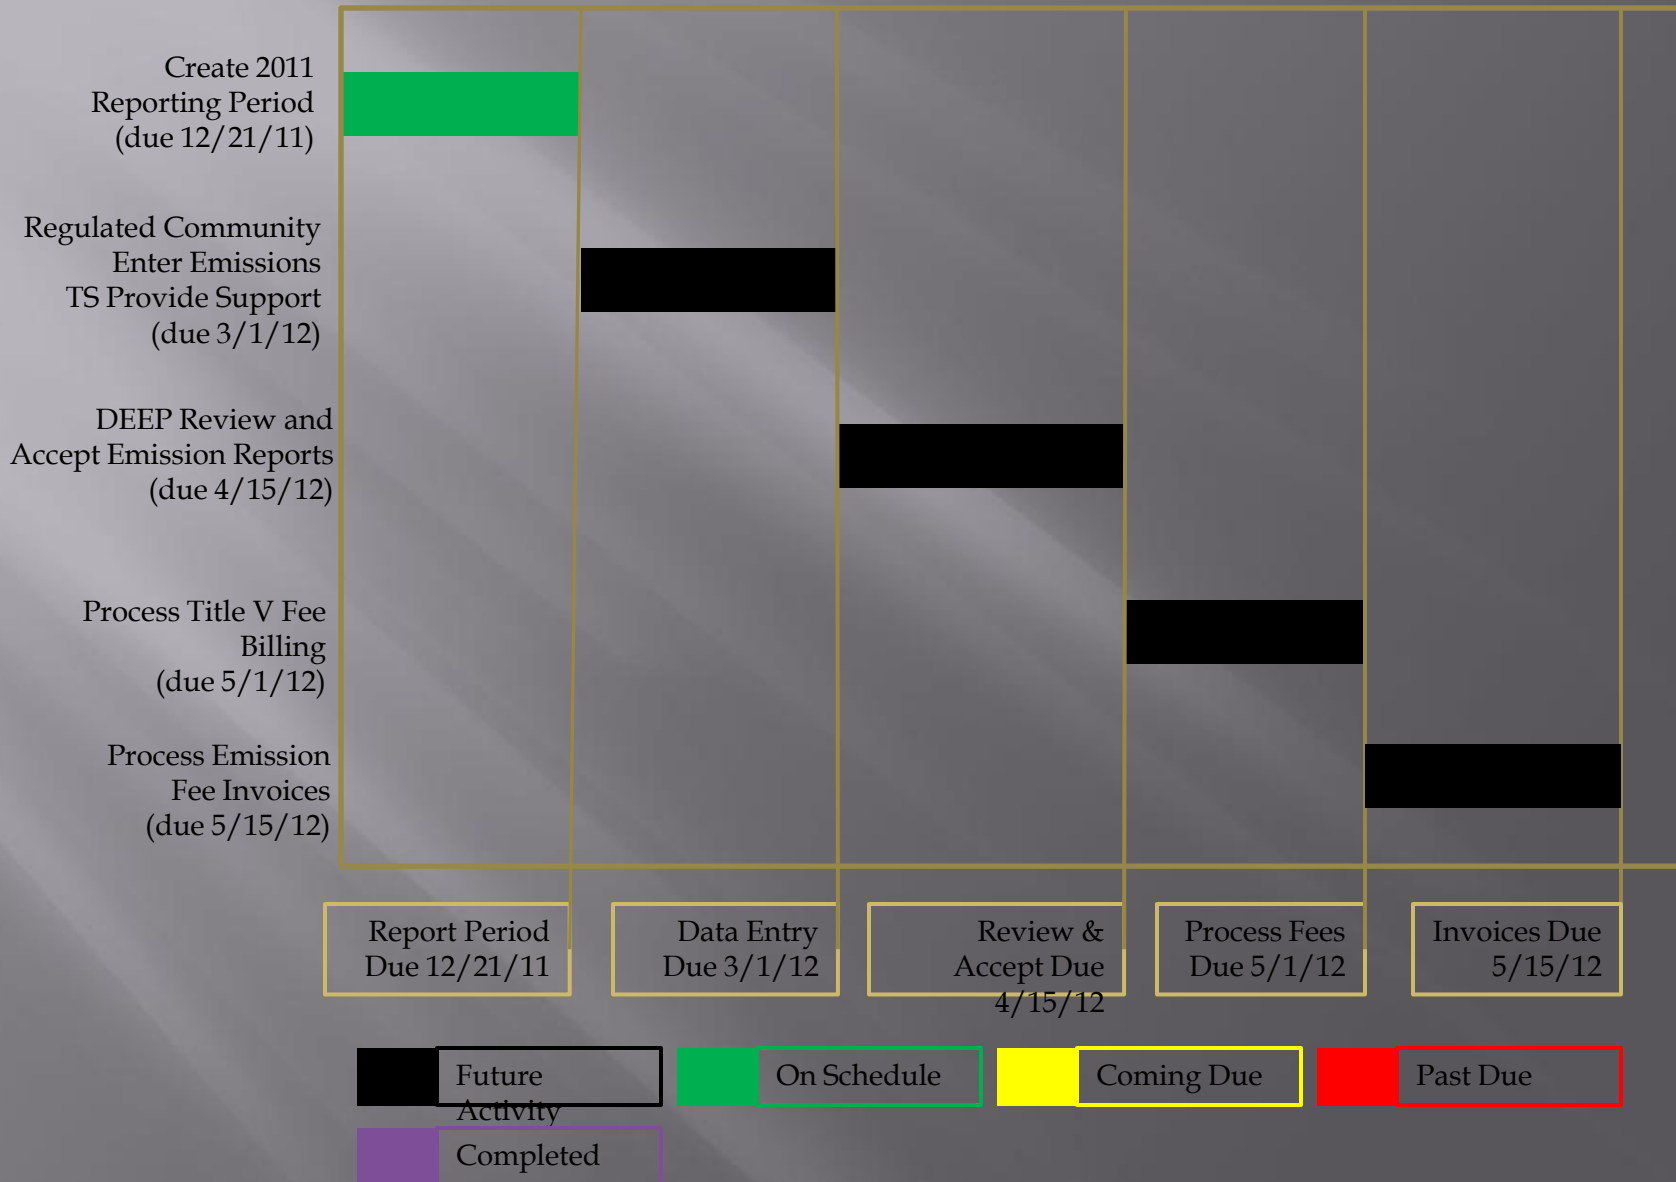 Create 2011
Reporting Period
(due 12/21/11)
Regulated Community
Enter Emissions
TS Provide Support
(due 3/1/12)
DEEP Review and
Accept Emission Reports
(due 4/15/12)
Process Title V Fee
Billing
(due 5/1/12)
Process Emission
Fee Invoices
(due 5/15/12)
Report Period
Due 12/21/11
Data Entry
Due 3/1/12
Review &
Accept Due
4/15/12
Process Fees
Due 5/1/12
Invoices Due
5/15/12
Future
Activity
On Schedule
Coming Due
Past Due
Completed